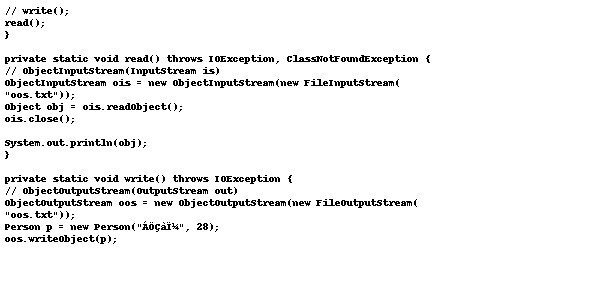 // write();
read();
}
private static void read() throws IOException, ClassNotFoundException {
// ObjectInputStream(InputStream is)
ObjectInputStream ois = new ObjectInputStream(new FileInputStream(
"oos.txt"));
Object obj = ois.readObject();
ois.close();
System.out.println(obj);
}
private static void write() throws IOException {
// ObjectOutputStream(OutputStream out)
ObjectOutputStream oos = new ObjectOutputStream(new FileOutputStream(
"oos.txt"));
Person p = new Person("ÁÖÇàÏ¼", 28);
oos.writeObject(p);